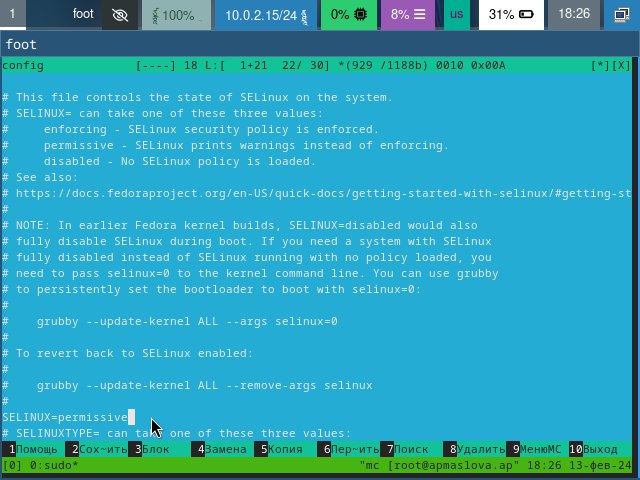 1 foot 100% 10.0.2.15/24 0% 8% us 31% 18:26
foot
config [----] 18 L:[ 1+21 22/ 30] *(929 /1188b) 0010 0x00A [*][X]
# This file controls the state of SELinux on the system.
# SELINUX= can take one of these three values:
# enforcing - SELinux security policy is enforced.
# permissive - SELinux prints warnings instead of enforcing.
# disabled - No SELinux policy is loaded.
# See also:
# https://docs.fedoraproject.org/en-US/quick-docs/getting-started-with-selinux/#getting-st
#
# NOTE: In earlier Fedora kernel builds, SELINUX=disabled would also
# fully disable SELinux during boot. If you need a system with SELinux
# fully disabled instead of SELinux running with no policy loaded, you
# need to pass selinux=0 to the kernel command line. You can use grubby
# to persistently set the bootloader to boot with selinux=0:
#
# grubby --update-kernel ALL --args selinux=0
#
# To revert back to SELinux enabled:
#
# grubby --update-kernel ALL --remove-args selinux
#
SELINUX=permissive
# SELINUXTYPE= can take one of these three values:
1Помощь 2Сох~ить 3Блок 4Замена 5Копия 6Пер~ить 7Поиск 8Удалить 9МенюMC 10Выход
[0] 0:sudo* "mc [root@apmaslova.ap" 18:26 13-фев-24